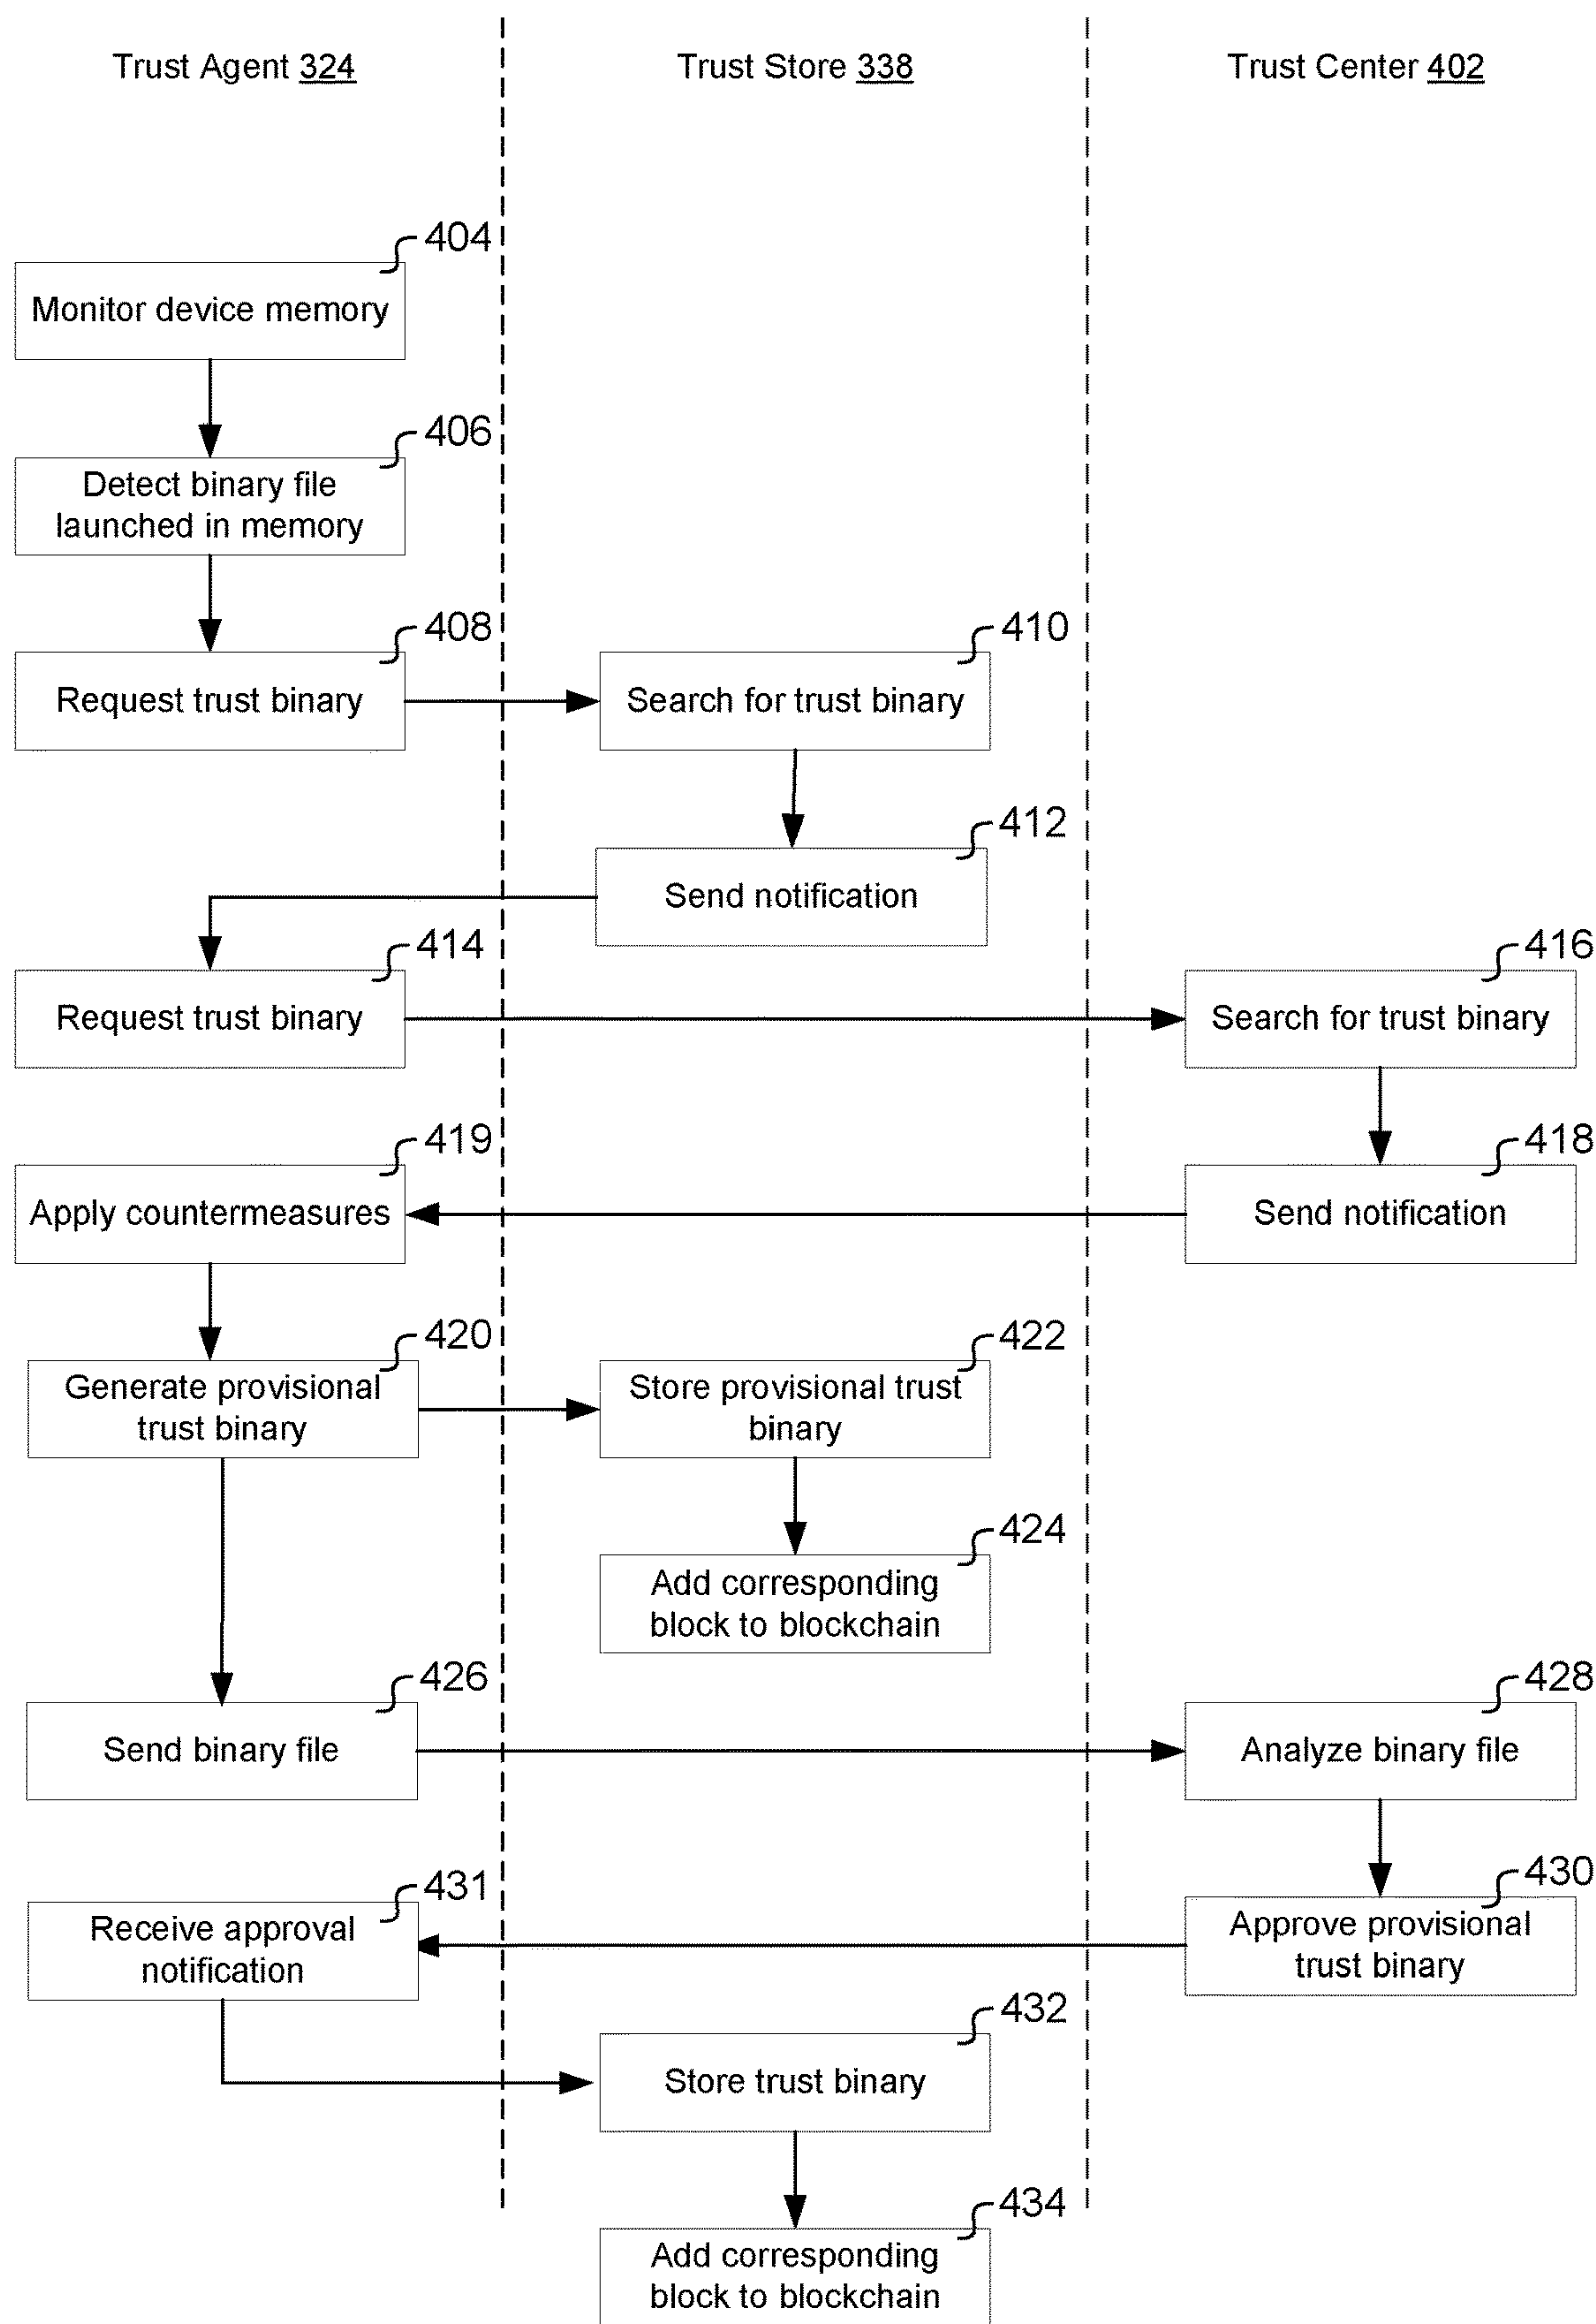 Trust Agent 324
Trust Store 338
Trust Center 402
404
Monitor device memory
406
Detect binary file
launched in memory
408
Request trust binary
410
Search for trust binary
412
Send notification
414
Request trust binary
416
Search for trust binary
418
Send notification
419
Apply countermeasures
420
Generate provisional
trust binary
422
Store provisional trust
binary
424
Add corresponding
block to blockchain
426
Send binary file
428
Analyze binary file
430
Approve provisional
trust binary
431
Receive approval
notification
432
Store trust binary
434
Add corresponding
block to blockchain